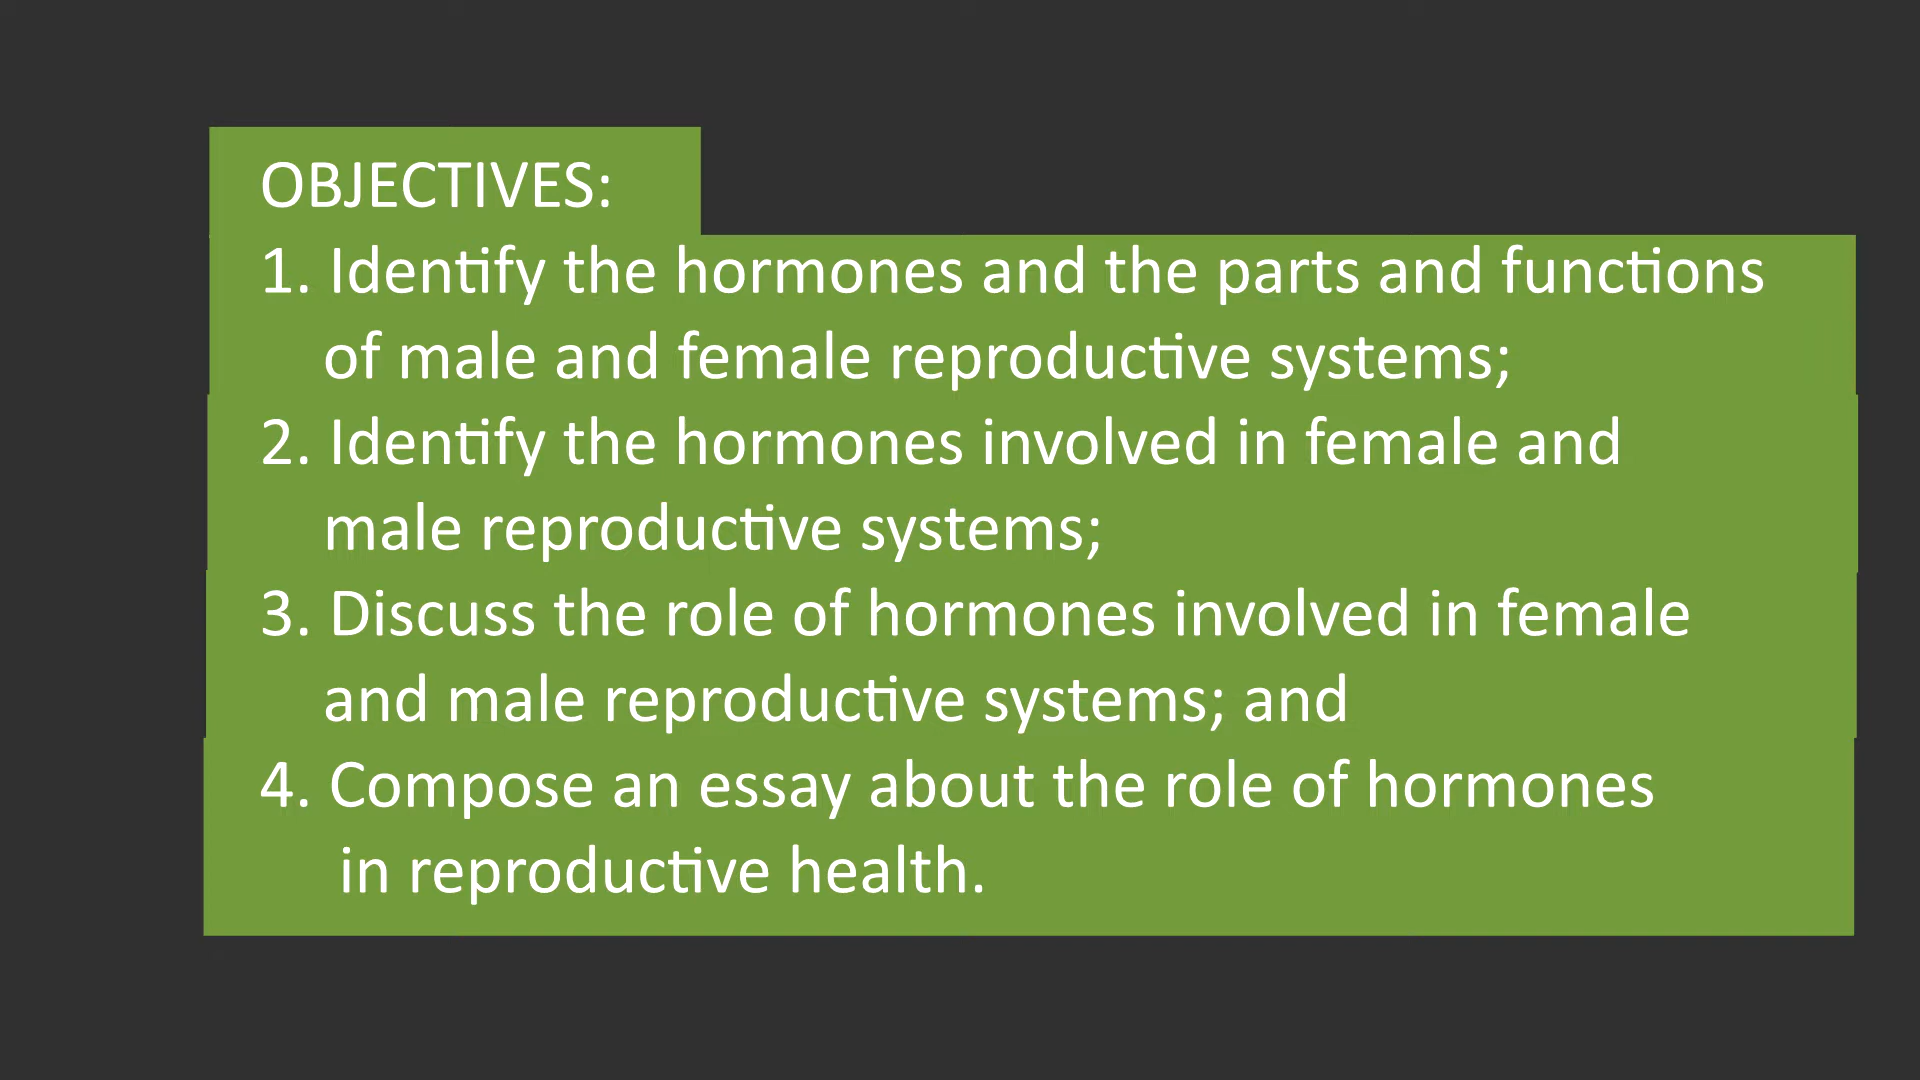 OBJECTIVES:
1. Identify the hormones and the parts and functions
of male and female reproductive systems;
2. Identify the hormones involved in female and
male reproductive systems;
3. Discuss the role of hormones involved in female
and male reproductive systems; and
4. Compose an essay about the role of hormones
in reproductive health.